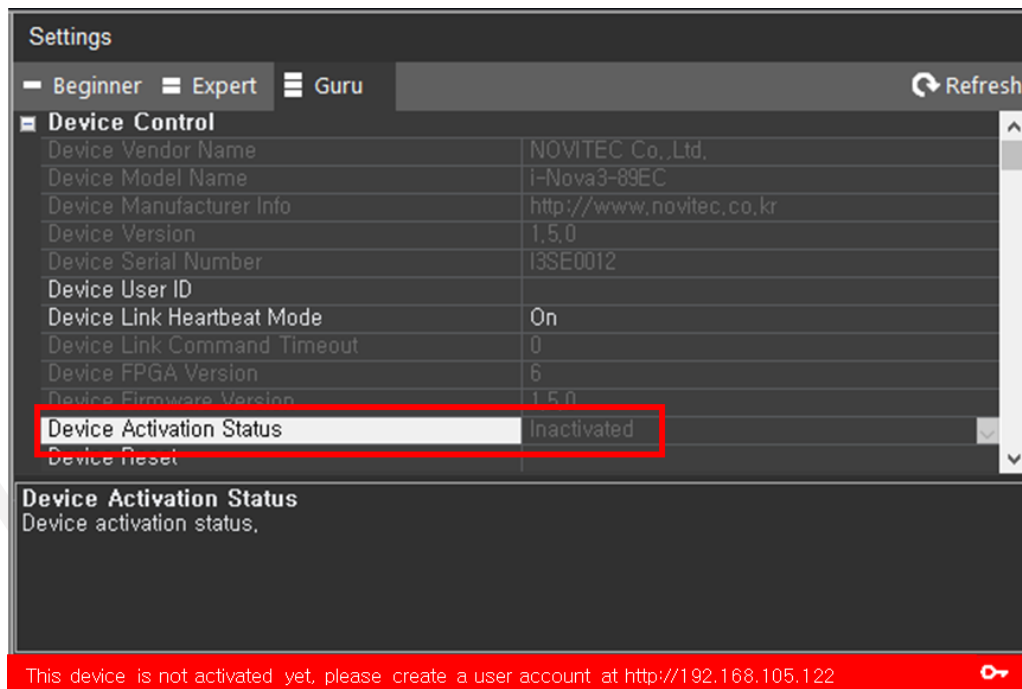 Settings
Beginner Expert Guru Refresh
Device Control
Device Vendor Name NOVITEC Co.,Ltd,
Device Model Name i-Nova3-89EC
Device Manufacturer Info http://www.novitec.co.kr
Device Version 1.5.0
Device Serial Number I3SE0012
Device User ID
Device Link Heartbeat Mode On
Device Link Command Timeout 0
Device FPGA Version 6
Device Firmware Version 1.5.0
Device Activation Status Inactivated
Device Reset
Device Activation Status
Device activation status,
This device is not activated yet, please create a user account at http://192.168.105.122